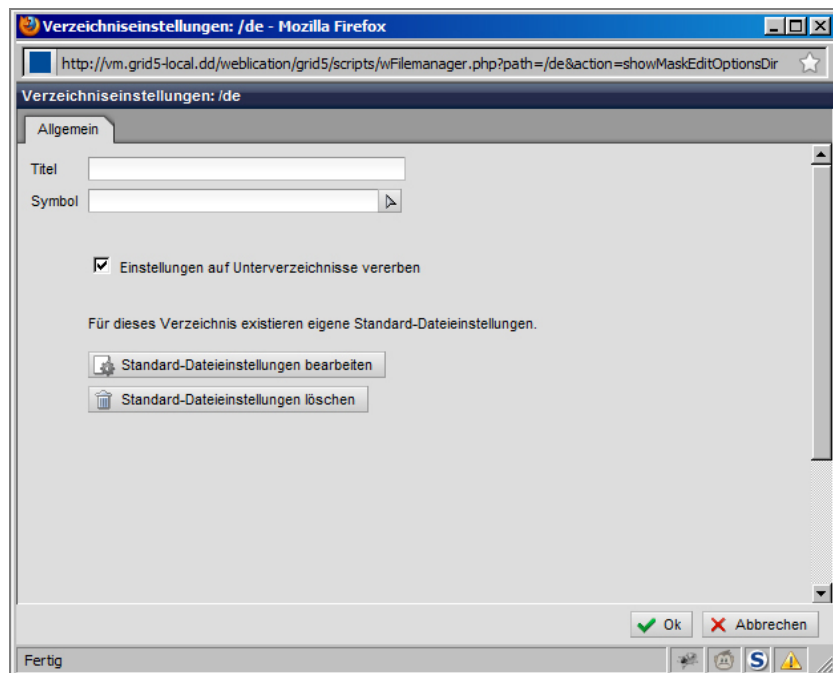 Verzeichniseinstellungen: /de - Mozilla Firefox
http://vm.grid5-local.dd/weblication/grid5/scripts/wFilemanager.php?path=/de&action=showMaskEditOptionsDir
Verzeichniseinstellungen: /de
Allgemein
Titel
Symbol
Einstellungen auf Unterverzeichnisse vererben
Für dieses Verzeichnis existieren eigene Standard-Dateieinstellungen.
Standard-Dateieinstellungen bearbeiten
Standard-Dateieinstellungen löschen
Ok Abbrechen
Fertig S